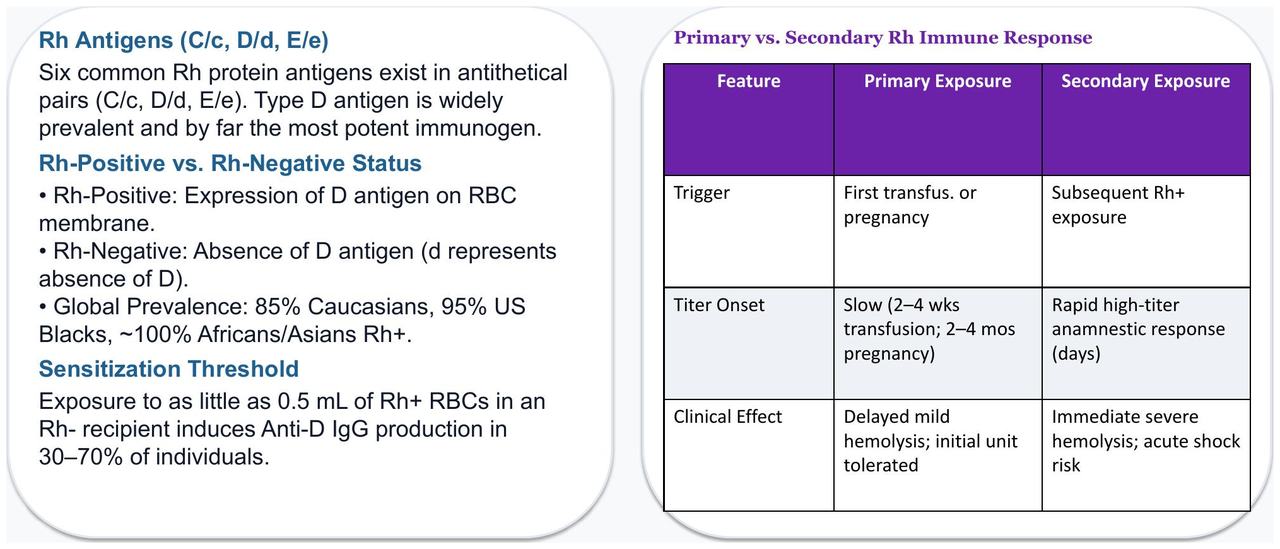 Rh Antigens (C/c, D/d, E/e)
Six common Rh protein antigens exist in antithetical
pairs (C/c, D/d, E/e). Type D antigen is widely
prevalent and by far the most potent immunogen.
Rh-Positive vs. Rh-Negative Status
• Rh-Positive: Expression of D antigen on RBC
membrane.
• Rh-Negative: Absence of D antigen (d represents
absence of D).
• Global Prevalence: 85% Caucasians, 95% US
Blacks, ~100% Africans/Asians Rh+.
Sensitization Threshold
Exposure to as little as 0.5 mL of Rh+ RBCs in an
Rh- recipient induces Anti-D IgG production in
30–70% of individuals.
Primary vs. Secondary Rh Immune Response
Feature Primary Exposure Secondary Exposure
Trigger First transfus. or Subsequent Rh+
pregnancy exposure
Titer Onset Slow (2–4 wks Rapid high-titer
transfusion; 2–4 mos anamnestic response
pregnancy) (days)
Clinical Effect Delayed mild Immediate severe
hemolysis; initial unit hemolysis; acute shock
tolerated risk